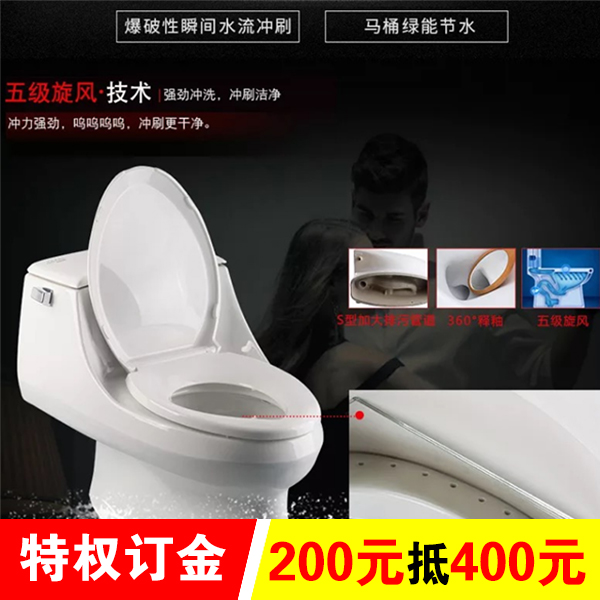 爆破性瞬间水流冲刷
马桶绿能节水
五级旋风·技术 强劲冲洗，冲刷洁净
冲力强劲，呜呜呜呜，冲刷更干净。
S型加大排污管道
360°释釉
五级旋风
特权订金
200元抵400元